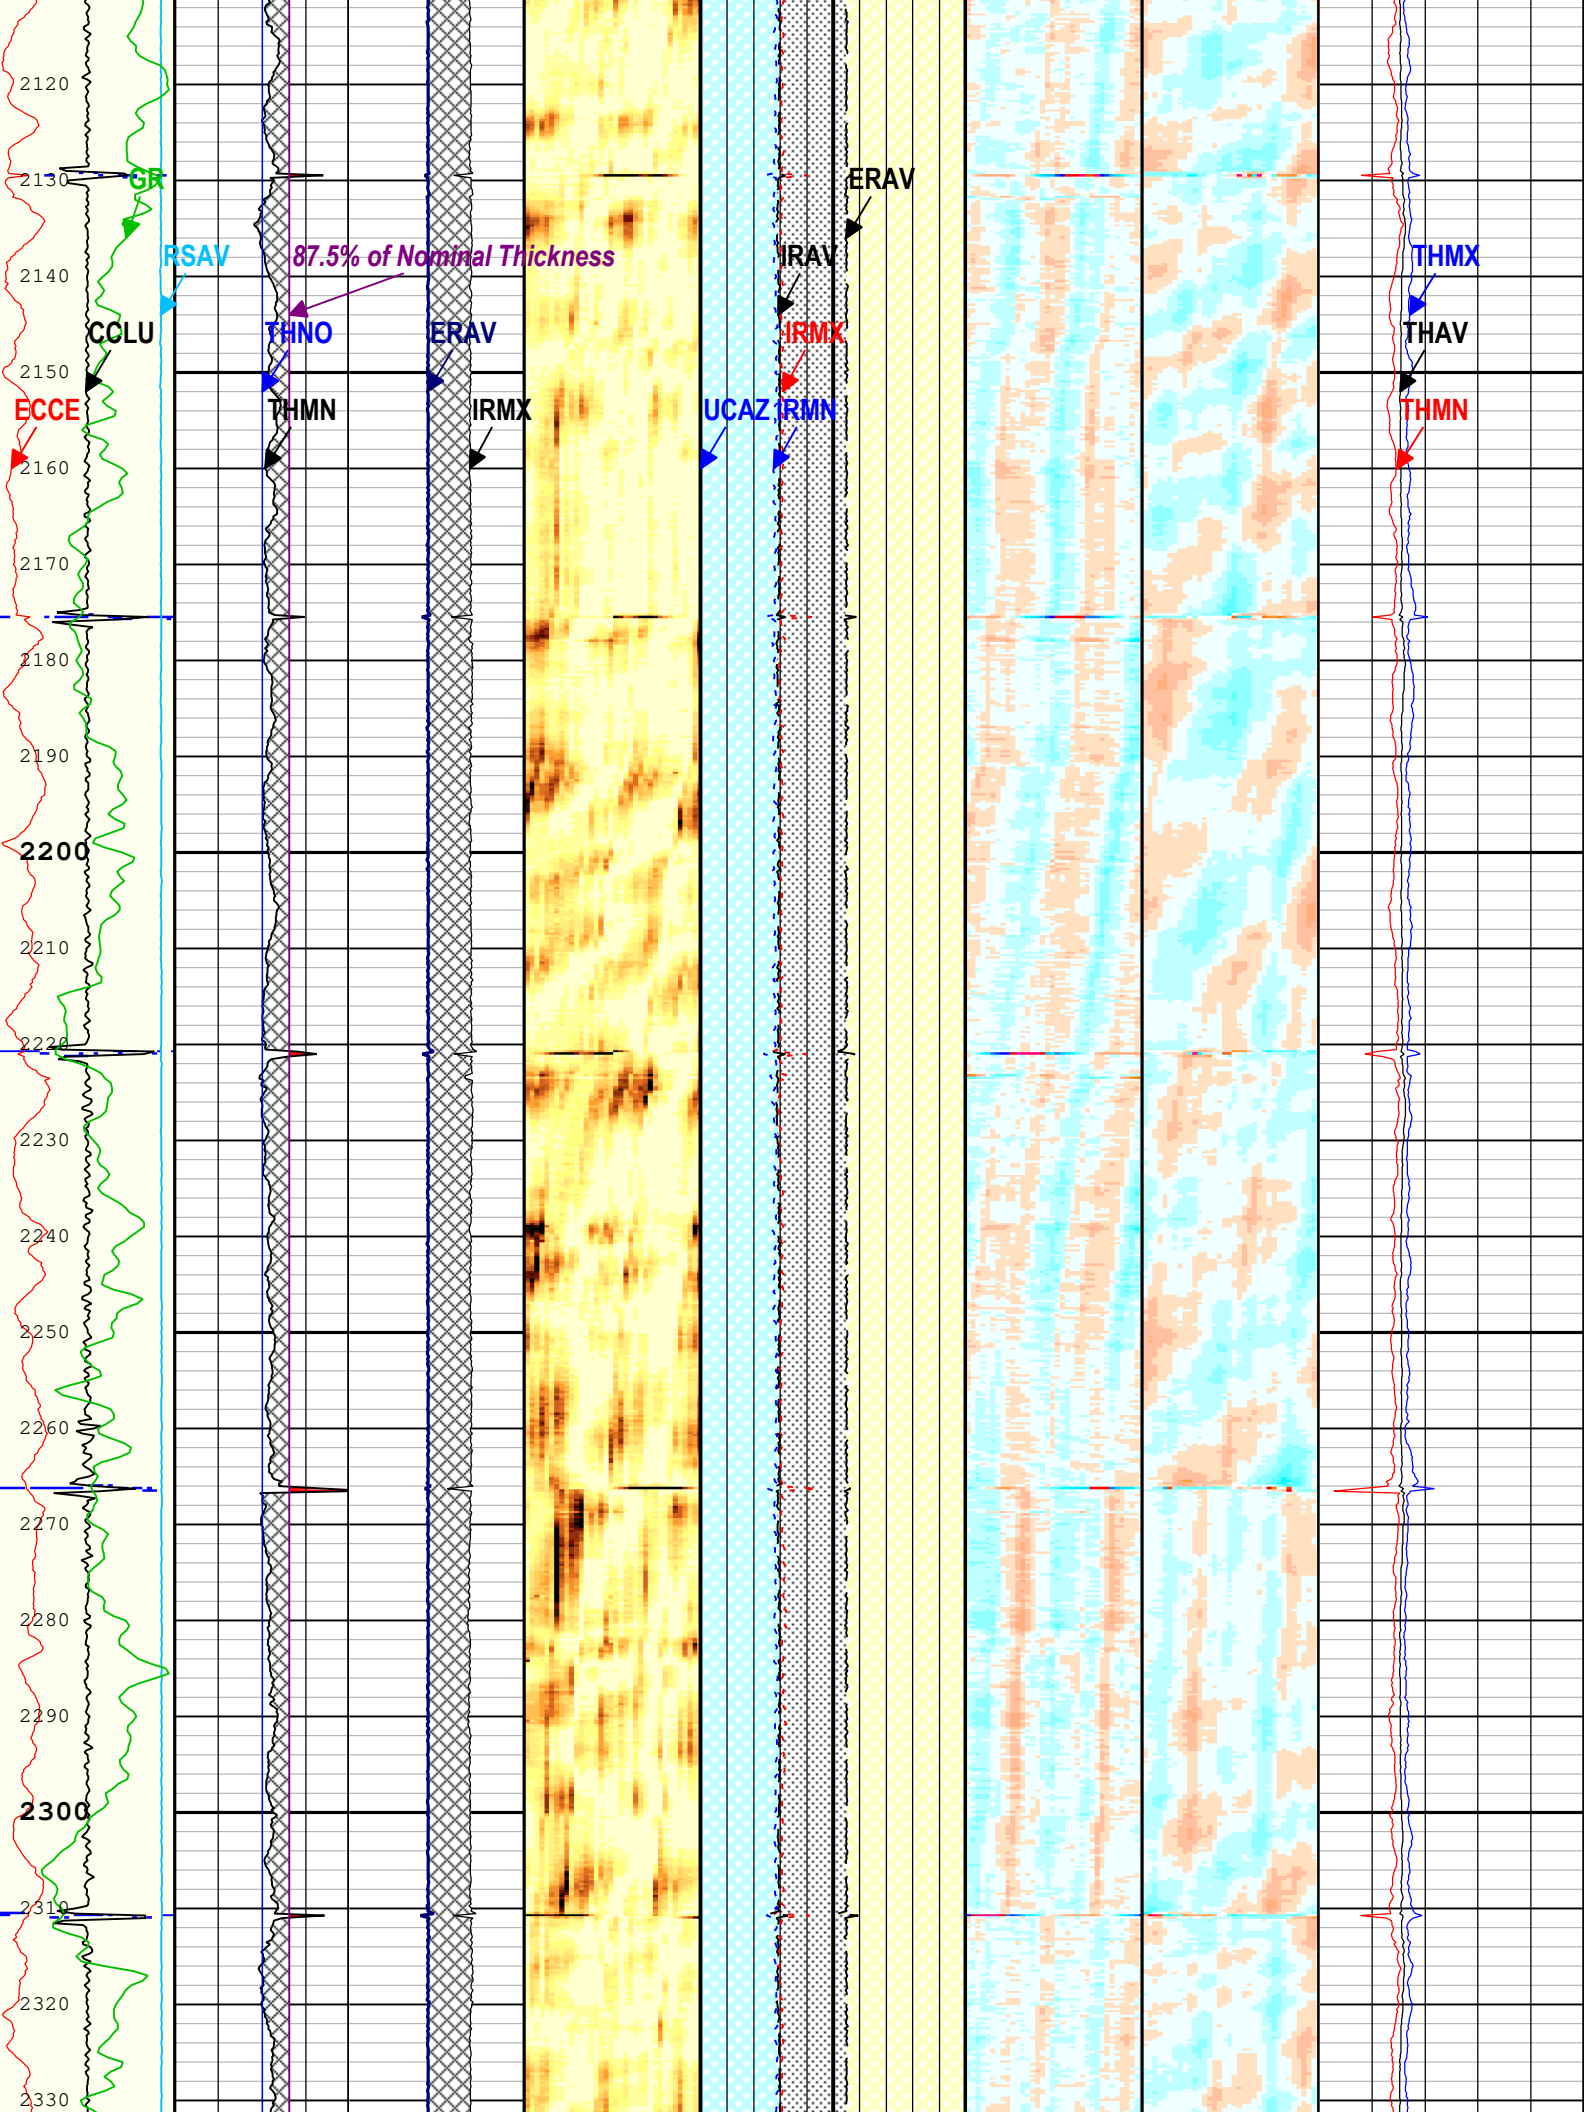 2120
2130
GR
ERAV
RSAV
87.5% of Nominal Thickness
IRAV
THMX
2140
CCLU
THNO
ERAV
IRMX
THAV
2150
ECCE
THMN
IRMX
UCAZ
IRMN
THMN
2160
2170
2180
2190
2200
2210
2220
2230
2240
2250
2260
2270
2280
2290
2300
2310
2320
2330